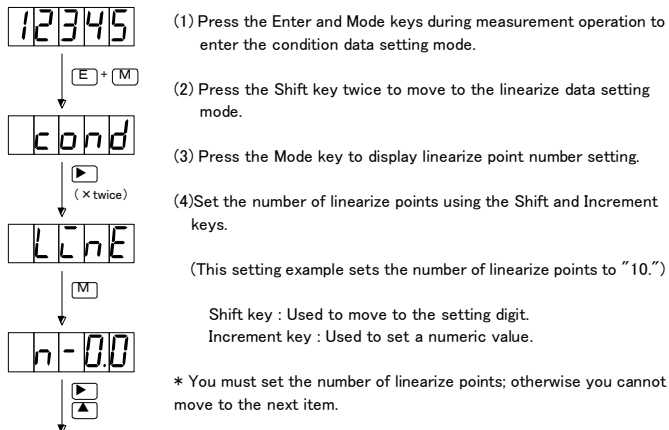 12345
E + M
cond
▶
(×twice)
LinE
M
n-0.0
▶
▲
(1) Press the Enter and Mode keys during measurement operation to
enter the condition data setting mode.
(2) Press the Shift key twice to move to the linearize data setting
mode.
(3) Press the Mode key to display linearize point number setting.
(4)Set the number of linearize points using the Shift and Increment
keys.
(This setting example sets the number of linearize points to "10.")
Shift key : Used to move to the setting digit.
Increment key : Used to set a numeric value.
* You must set the number of linearize points; otherwise you cannot
move to the next item.